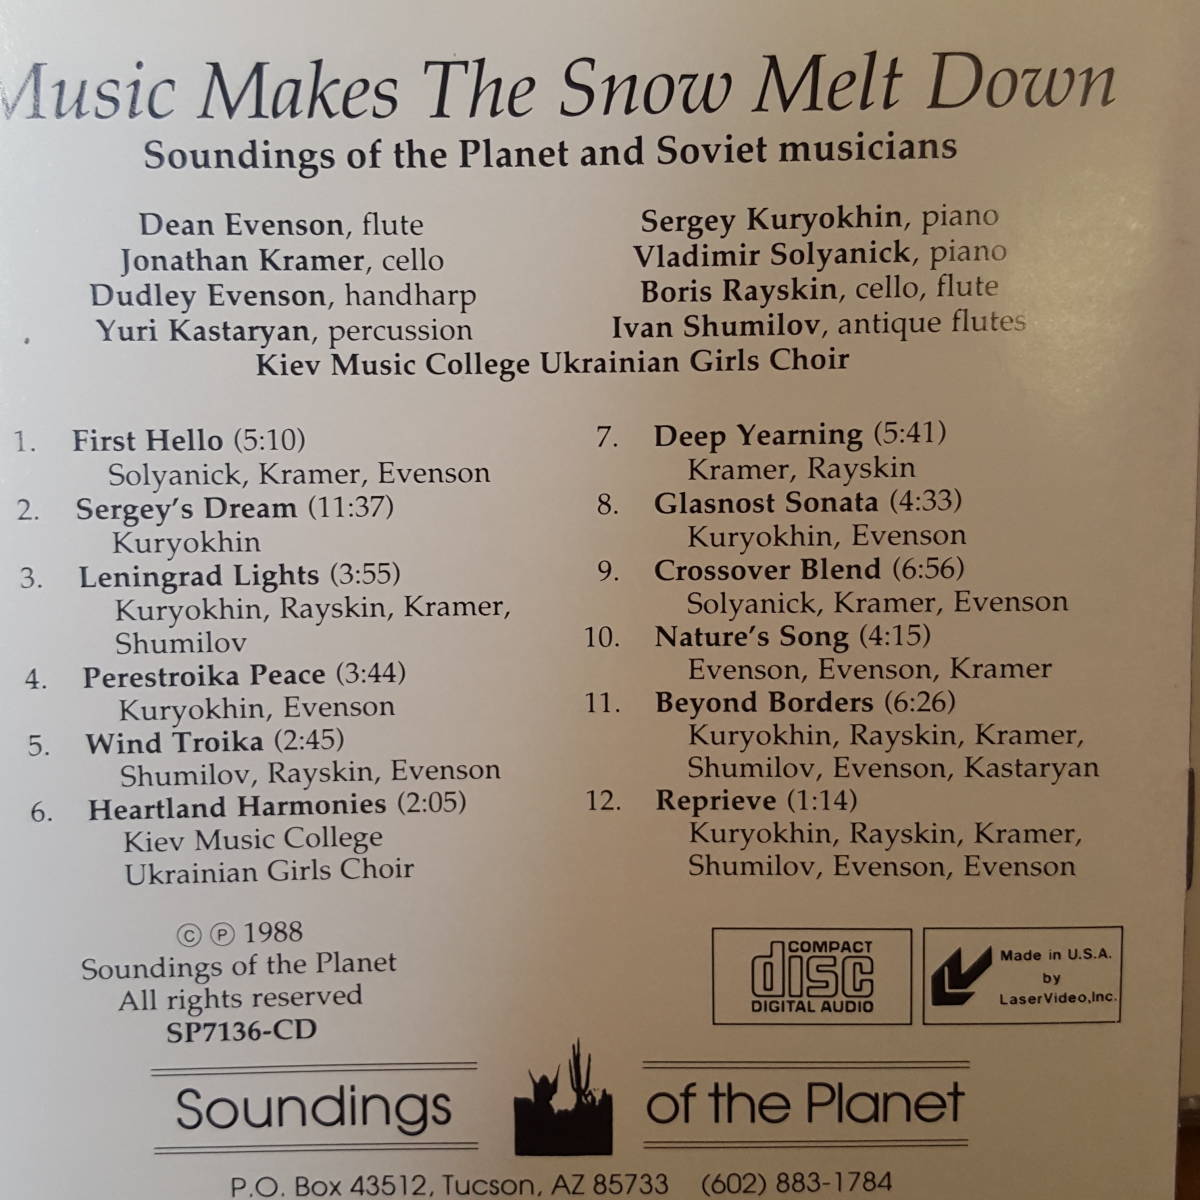 Music Makes The Snow Melt Down
Soundings of the Planet and Soviet musicians
Dean Evenson, flute
Jonathan Kramer, cello
Dudley Evenson, handharp
Yuri Kastaryan, percussion
Sergey Kuryokhin, piano
Vladimir Solyanick, piano
Boris Rayskin, cello, flute
Ivan Shumilov, antique flutes
Kiev Music College Ukrainian Girls Choir
1. First Hello (5:10)
Solyanick, Kramer, Evenson
2. Sergey's Dream (11:37)
Kuryokhin
3. Leningrad Lights (3:55)
Kuryokhin, Rayskin, Kramer,
Shumilov
4. Perestroika Peace (3:44)
Kuryokhin, Evenson
5. Wind Troika (2:45)
Shumilov, Rayskin, Evenson
6. Heartland Harmonies (2:05)
Kiev Music College
Ukrainian Girls Choir
7. Deep Yearning (5:41)
Kramer, Rayskin
8. Glasnost Sonata (4:33)
Kuryokhin, Evenson
9. Crossover Blend (6:56)
Solyanick, Kramer, Evenson
10. Nature's Song (4:15)
Evenson, Evenson, Kramer
11. Beyond Borders (6:26)
Kuryokhin, Rayskin, Kramer,
Shumilov, Evenson, Kastaryan
12. Reprieve (1:14)
Kuryokhin, Rayskin, Kramer,
Shumilov, Evenson, Evenson
© ℗ 1988
Soundings of the Planet
All rights reserved
SP7136-CD
COMPACT
disc
DIGITAL AUDIO
Made in U.S.A.
by
LaserVideo,Inc.
Soundings of the Planet
P.O. Box 43512, Tucson, AZ 85733 (602) 883-1784